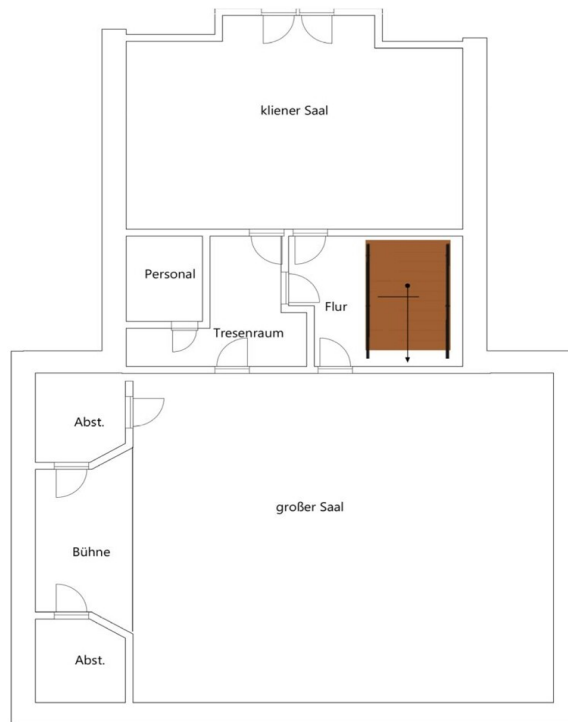 kliener Saal
Personal
Flur
Tresenraum
Abst.
großer Saal
Bühne
Abst.